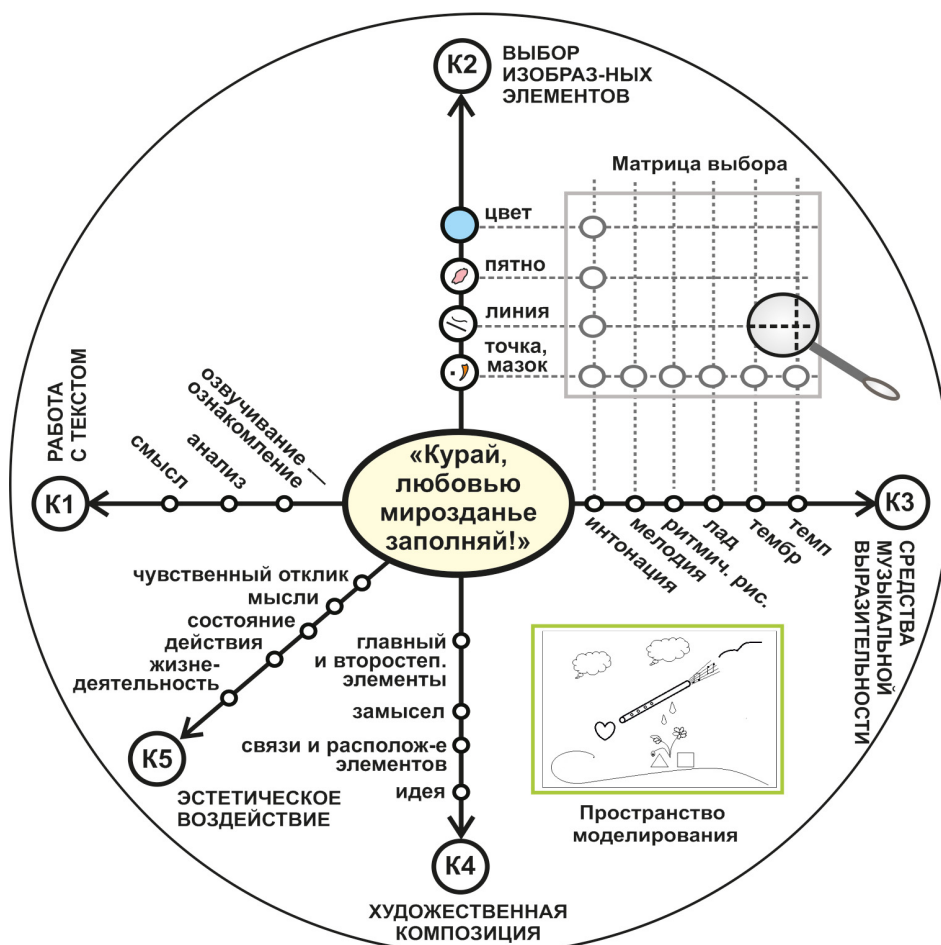 К2
ВЫБОР
ИЗОБРАЗ-НЫХ
ЭЛЕМЕНТОВ
Матрица выбора
цвет
пятно
линия
точка,
мазок
РАБОТА
С ТЕКСТОМ
К1
смысл
анализ
озвучивание —
ознакомление
«Курай,
любовью
мирозданье
заполняй!»
интонация
мелодия
ритмич. рис.
лад
тембр
темп
К3
СРЕДСТВА
МУЗЫКАЛЬНОЙ
ВЫРАЗИТЕЛЬНОСТИ
чувственный отклик
мысли
состояние
действия
жизне-
деятельность
К5
ЭСТЕТИЧЕСКОЕ
ВОЗДЕЙСТВИЕ
главный
и второстеп.
элементы
замысел
связи и располож-е
элементов
идея
К4
ХУДОЖЕСТВЕННАЯ
КОМПОЗИЦИЯ
Пространство
моделирования